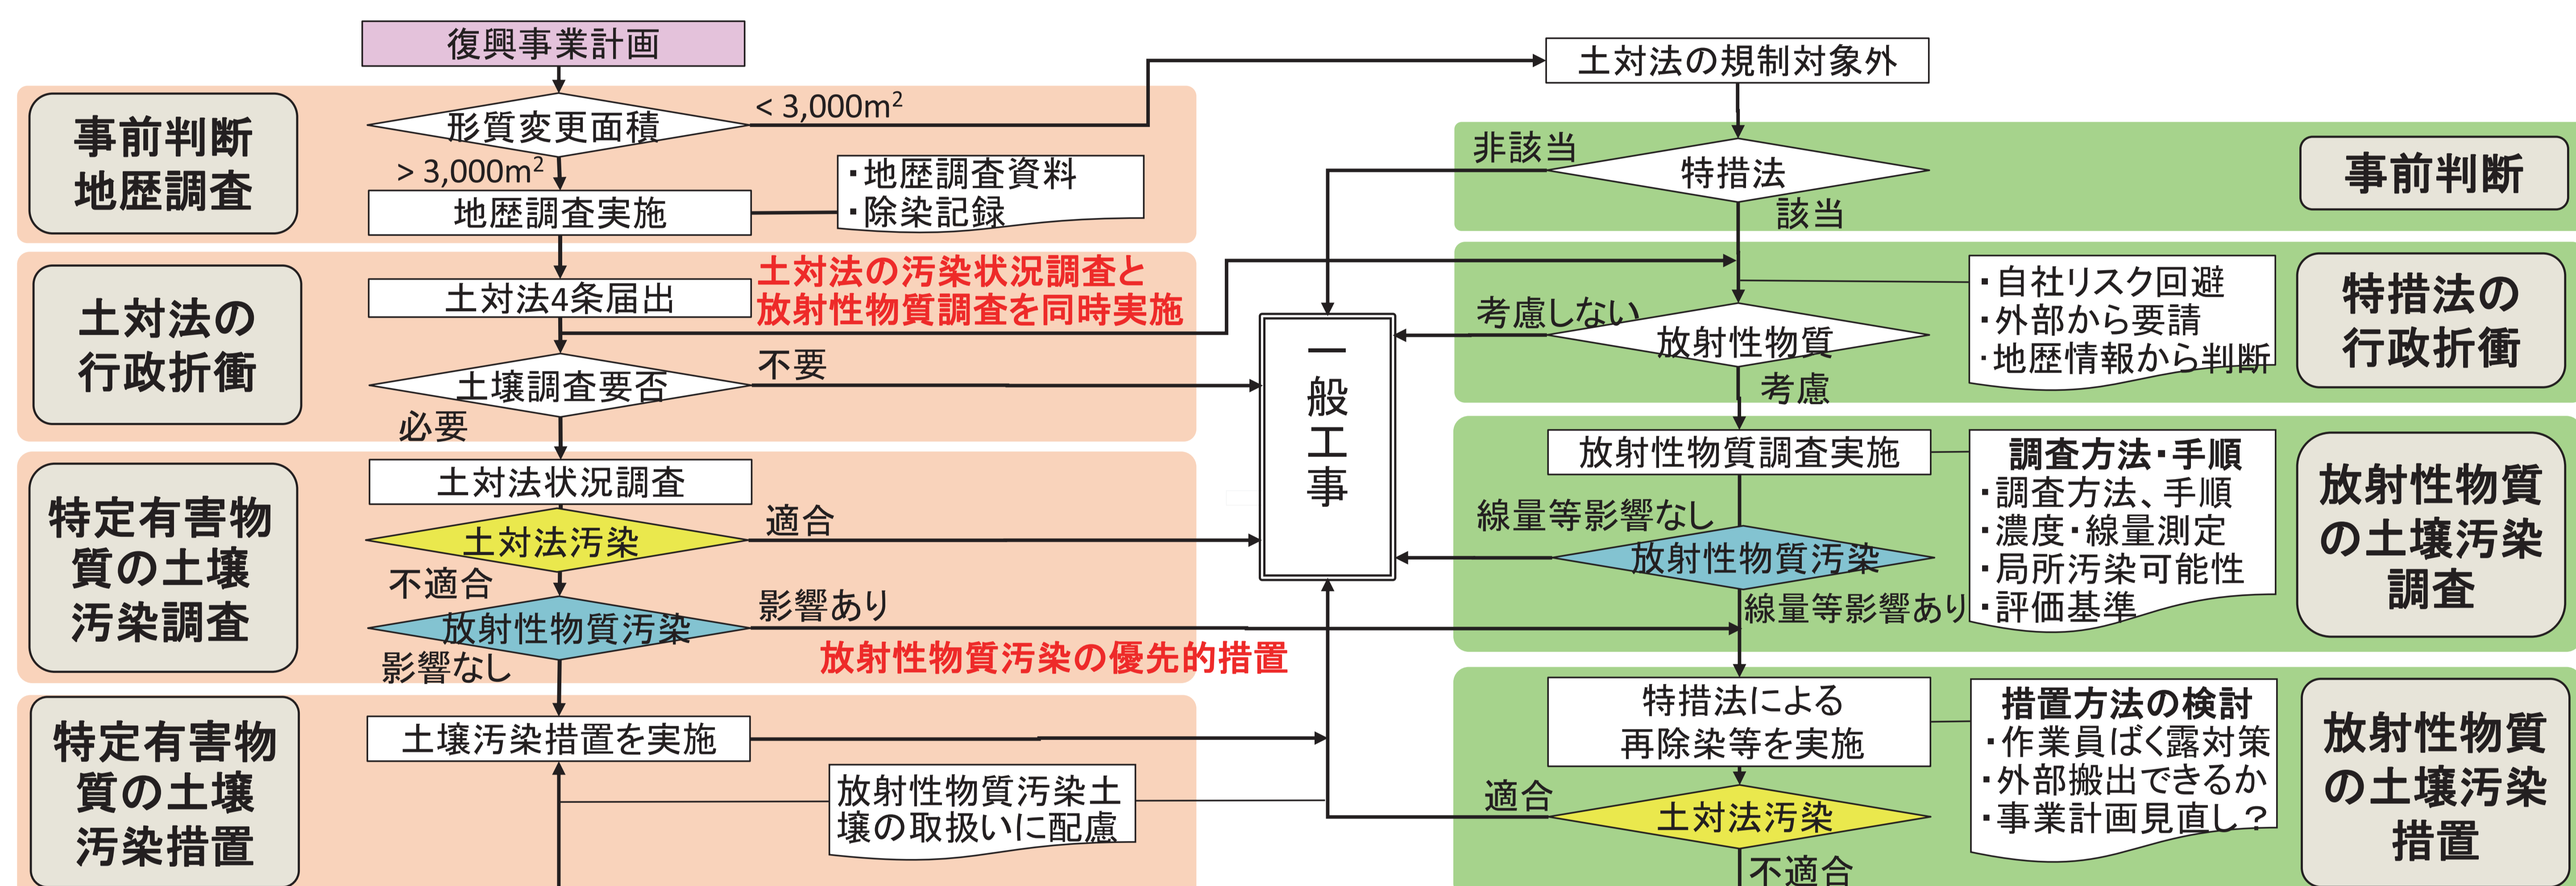 復興事業計画
事前判断
地歴調査
形質変更面積
< 3,000m²
> 3,000m²
地歴調査実施
・地歴調査資料
・除染記録
土対法の
行政折衝
土対法4条届出
土対法の汚染状況調査と
放射性物質調査を同時実施
土壌調査要否
不要
必要
特定有害物
質の土壌
汚染調査
土対法状況調査
土対法汚染
適合
不適合
放射性物質汚染
影響あり
影響なし
放射性物質汚染の優先的措置
特定有害物
質の土壌
汚染措置
土壌汚染措置を実施
放射性物質汚染土
壌の取扱いに配慮
一般工事
土対法の規制対象外
非該当
特措法
該当
事前判断
考慮しない
放射性物質
考慮
・自社リスク回避
・外部から要請
・地歴情報から判断
特措法の
行政折衝
放射性物質調査実施
線量等影響なし
放射性物質汚染
線量等影響あり
調査方法・手順
・調査方法、手順
・濃度・線量測定
・局所汚染可能性
・評価基準
放射性物質
の土壌汚染
調査
特措法による
再除染等を実施
適合
土対法汚染
不適合
措置方法の検討
・作業員ばく露対策
・外部搬出できるか
・事業計画見直し？
放射性物質
の土壌汚染
措置